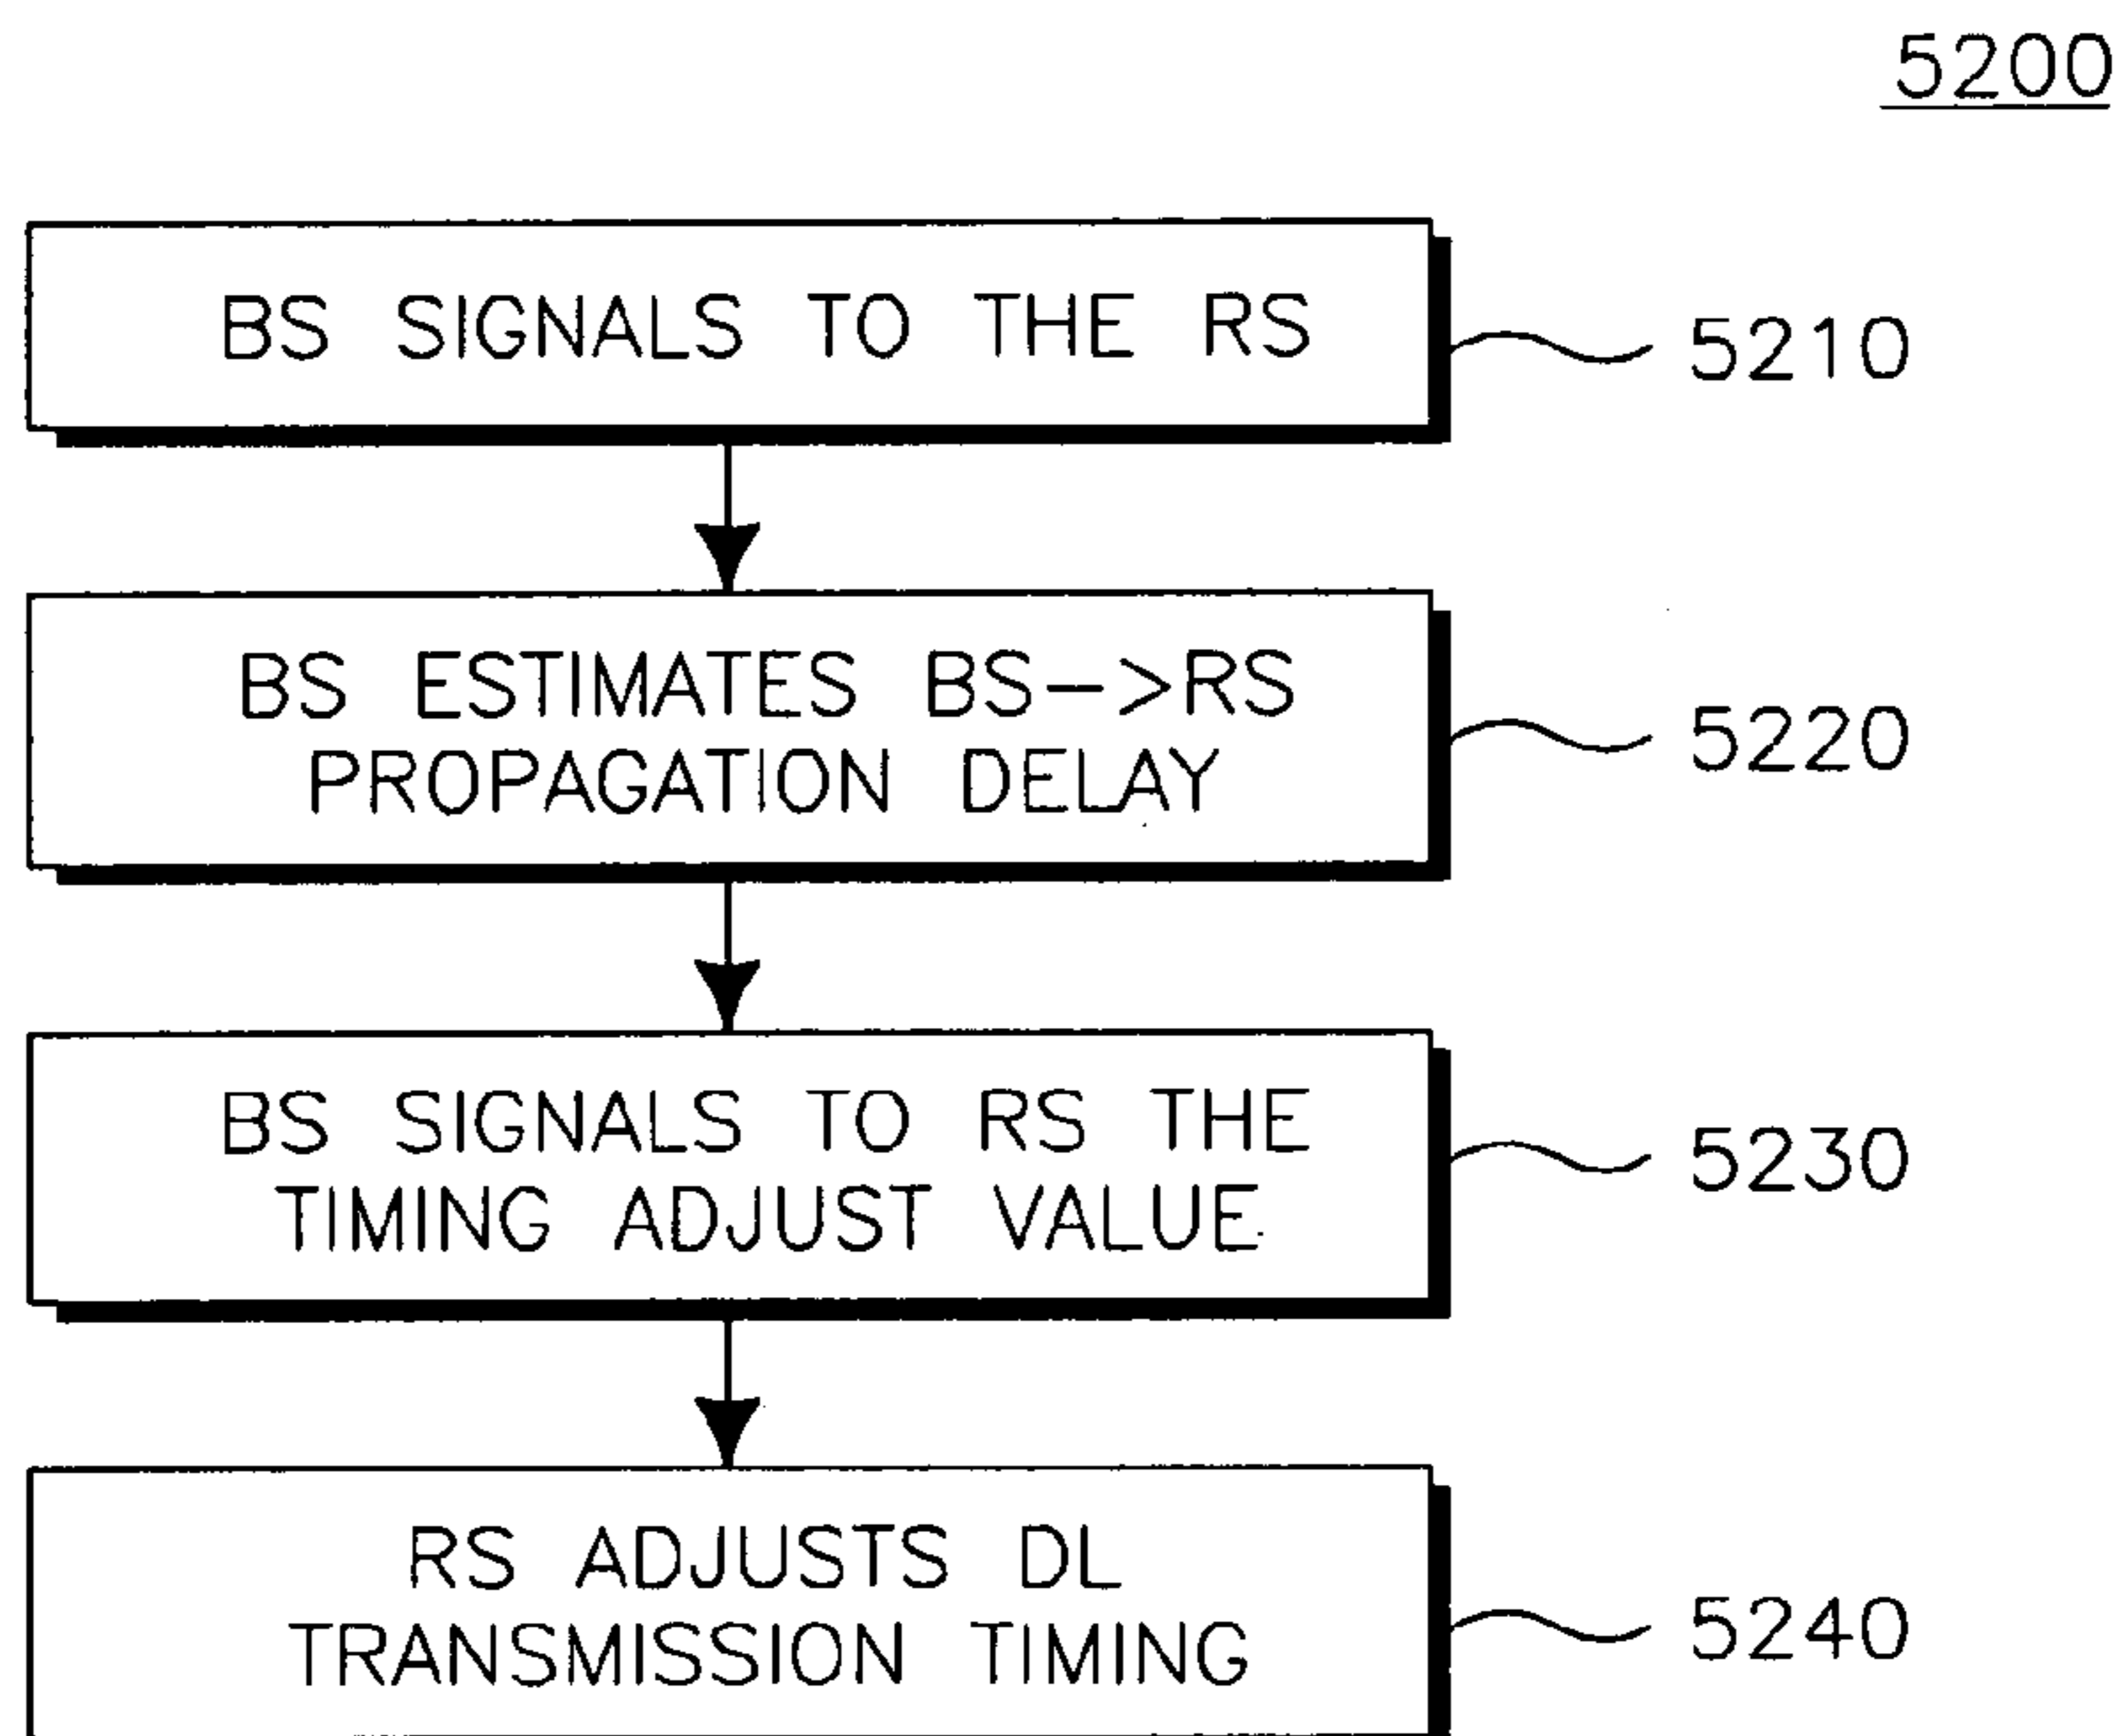 5200
BS SIGNALS TO THE RS
5210
BS ESTIMATES BS->RS
PROPAGATION DELAY
5220
BS SIGNALS TO RS THE
TIMING ADJUST VALUE
5230
RS ADJUSTS DL
TRANSMISSION TIMING
5240